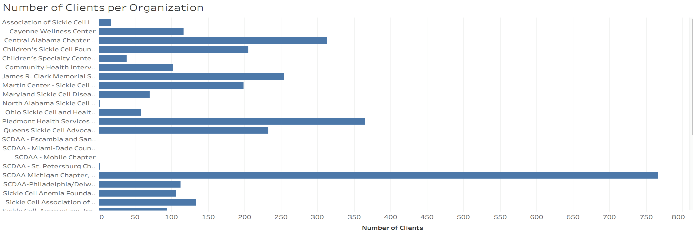 Number of Clients per Organization
Association of Sickle Cell ...
Cayenne Wellness Center
Central Alabama Chapter ...
Children's Sickle Cell Foun...
Children's Specialty Cente...
Community Health Interv...
James R. Clark Memorial S...
Martin Center - Sickle Cell ...
Maryland Sickle Cell Disea...
North Alabama Sickle Cell ...
Ohio Sickle Cell and Healt...
Piedmont Health Services ...
Queens Sickle Cell Advoca...
SCDAA - Escambia and San...
SCDAA - Miami-Dade Coun...
SCDAA - Mobile Chapter
SCDAA - St. Petersburg Ch...
SCDAA Michigan Chapter, ...
SCDAA-Philadelphia/Delw...
Sickle Cell Anemia Founda...
Sickle Cell Association of ...
0 50 100 150 200 250 300 350 400 450 500 550 600 650 700 750 800
Number of Clients